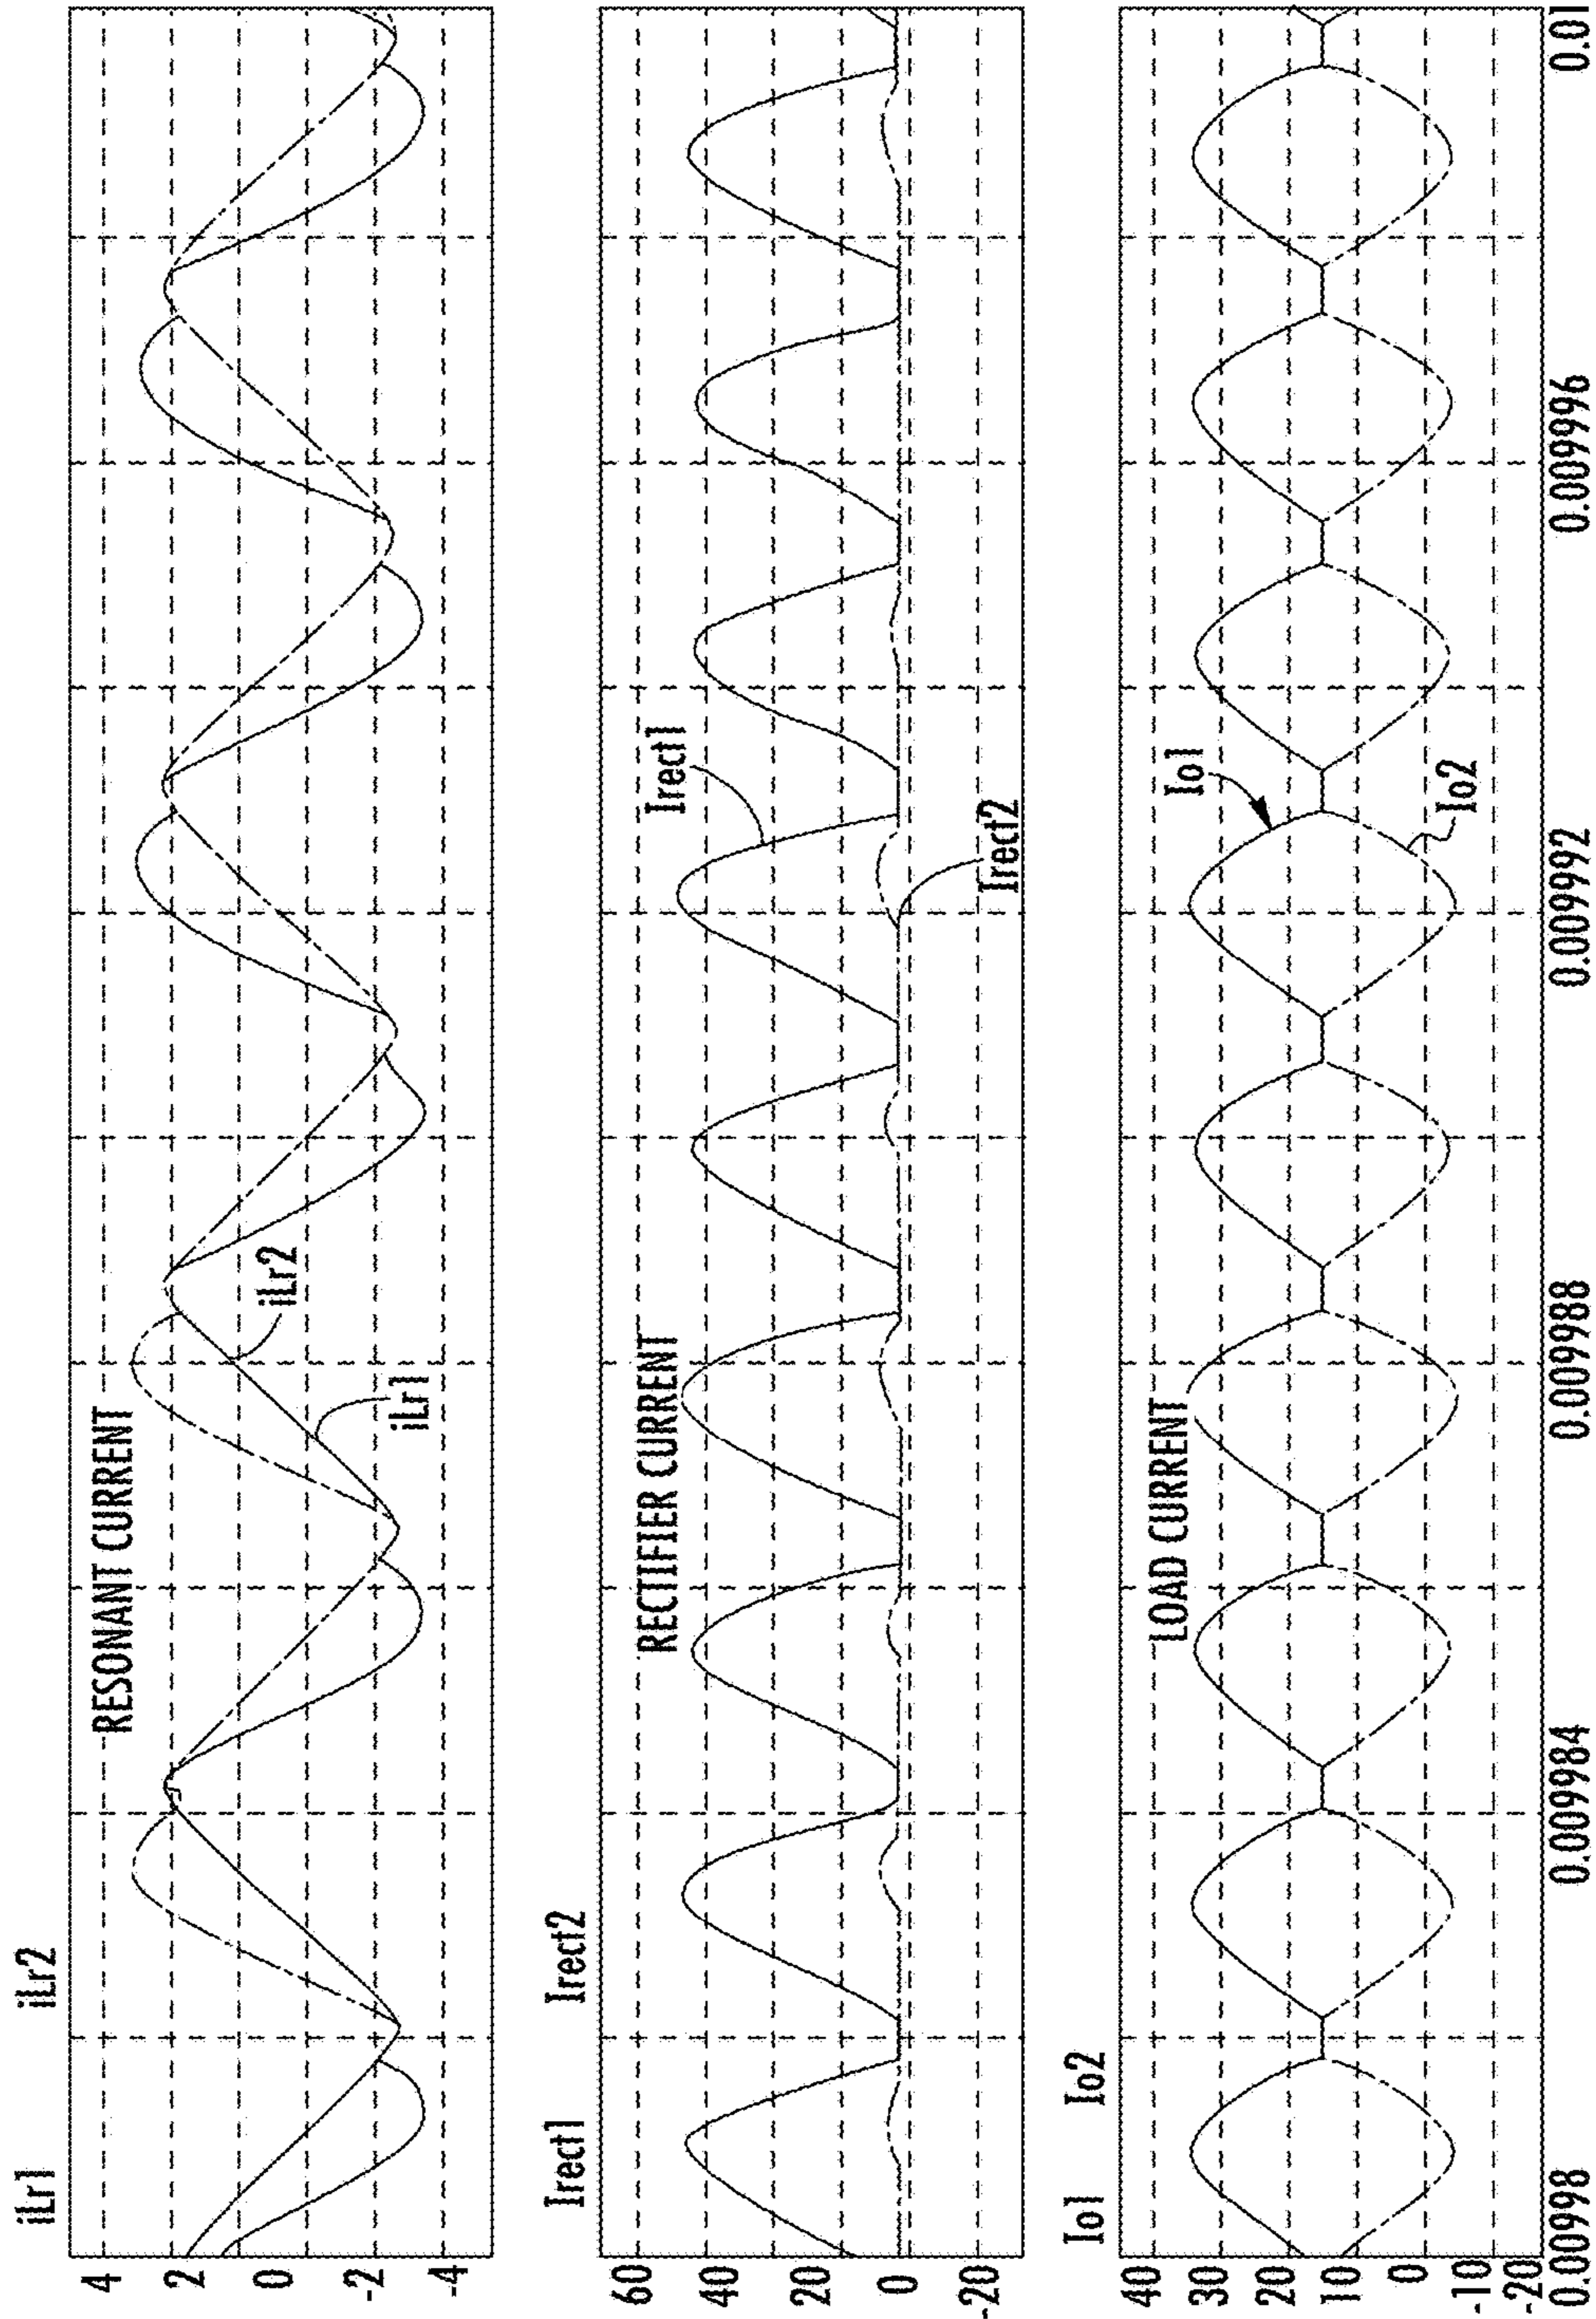 iLr1 iLr2
RESONANT CURRENT
4
2
0
-2
-4
iLr1
iLr2
Irect1 Irect2
RECTIFIER CURRENT
60
40
20
0
-20
Irect1
Irect2
Io1 Io2
LOAD CURRENT
40
30
20
10
0
-10
-20
Io1
Io2
0.00998 0.009984 0.009988 0.009992 0.009996 0.01